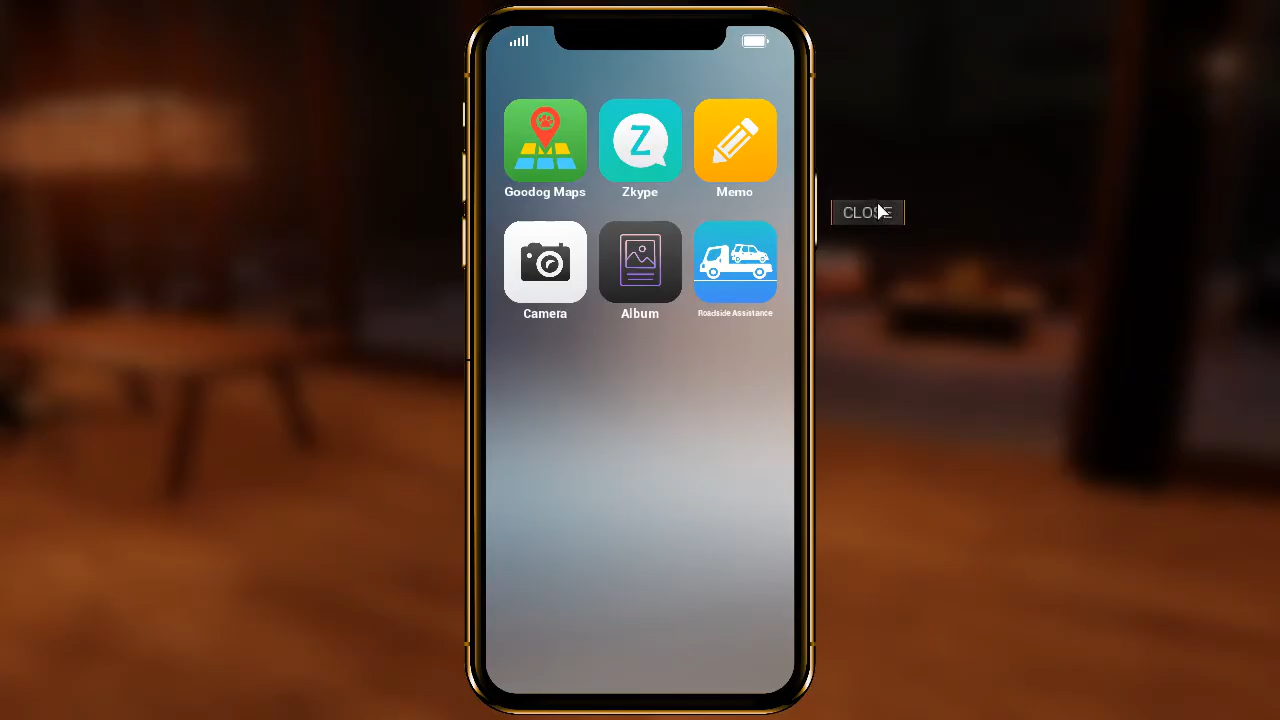 Goodog Maps
Z
Zkype
Memo
CLOSE
Camera
Album
Roadside Assistance